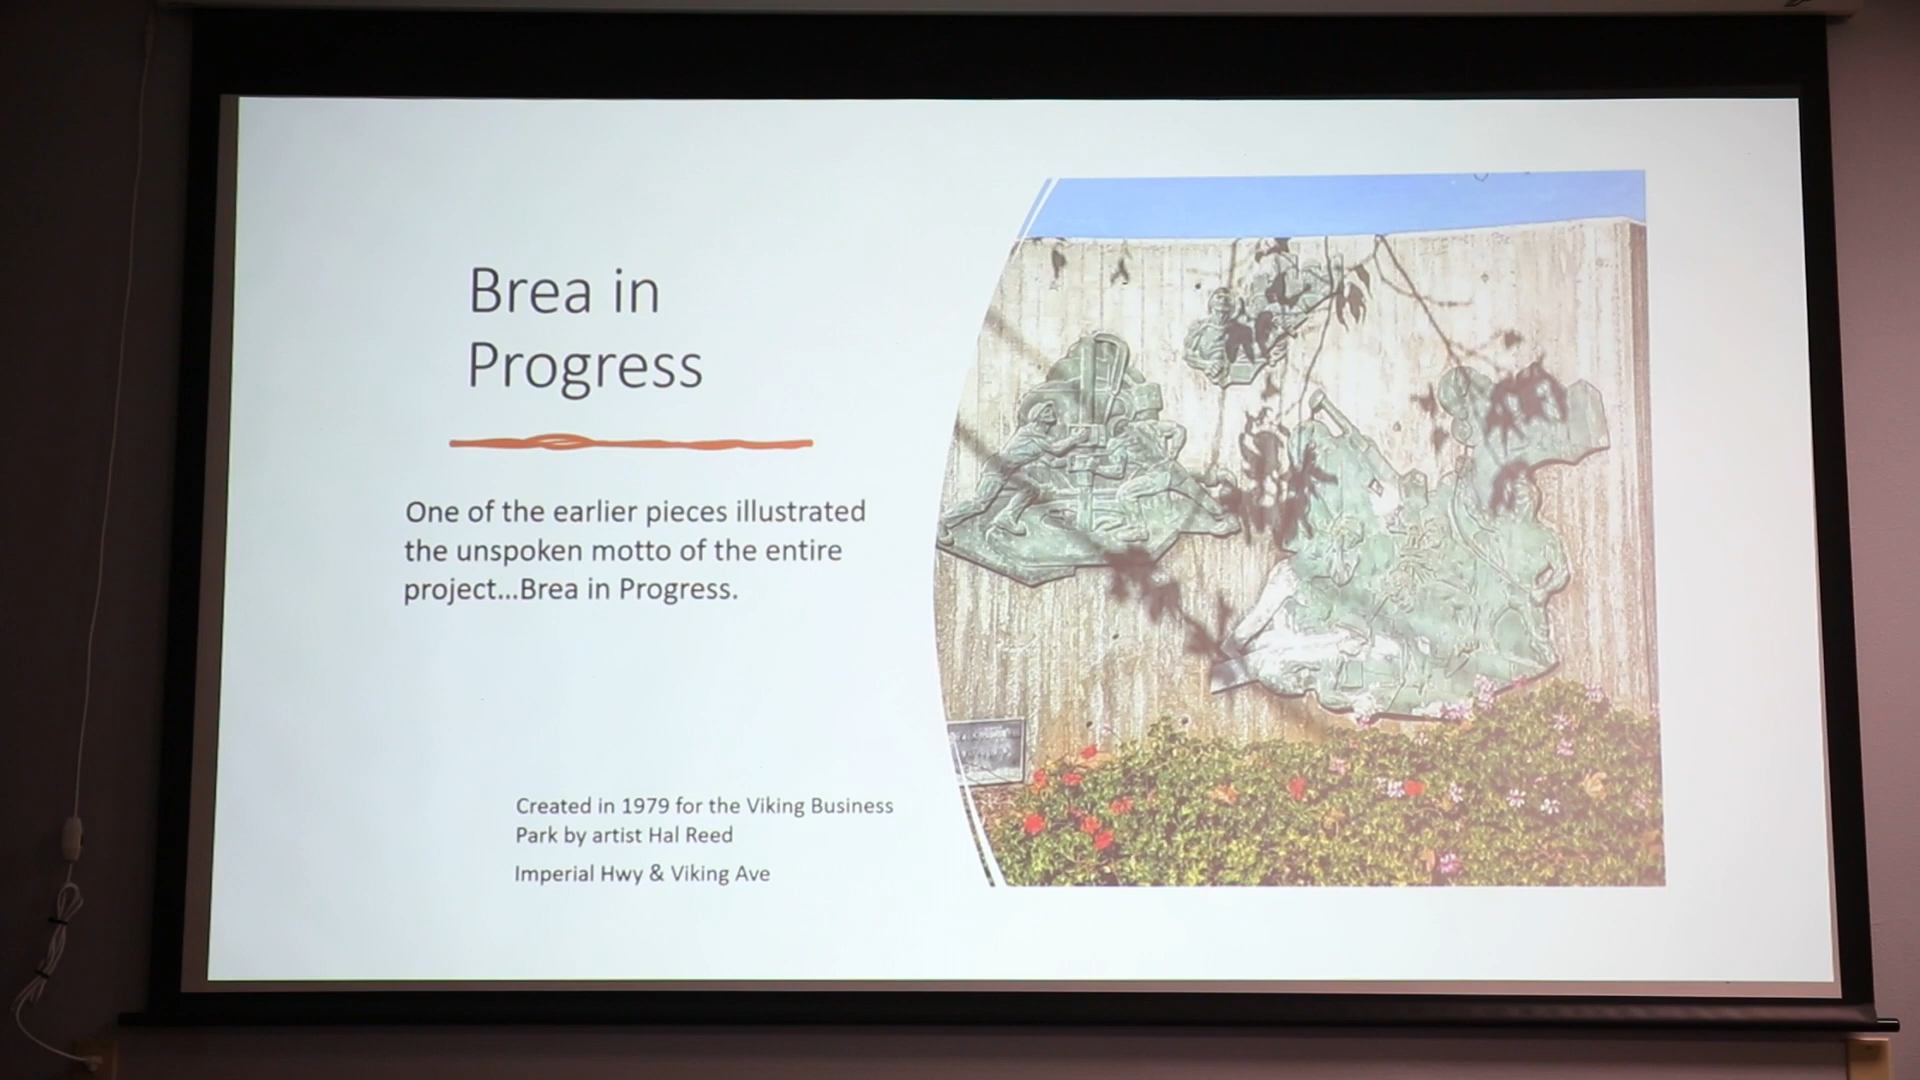 Brea in
Progress
One of the earlier pieces illustrated
the unspoken motto of the entire
project...Brea in Progress.
Created in 1979 for the Viking Business
Park by artist Hal Reed
Imperial Hwy & Viking Ave